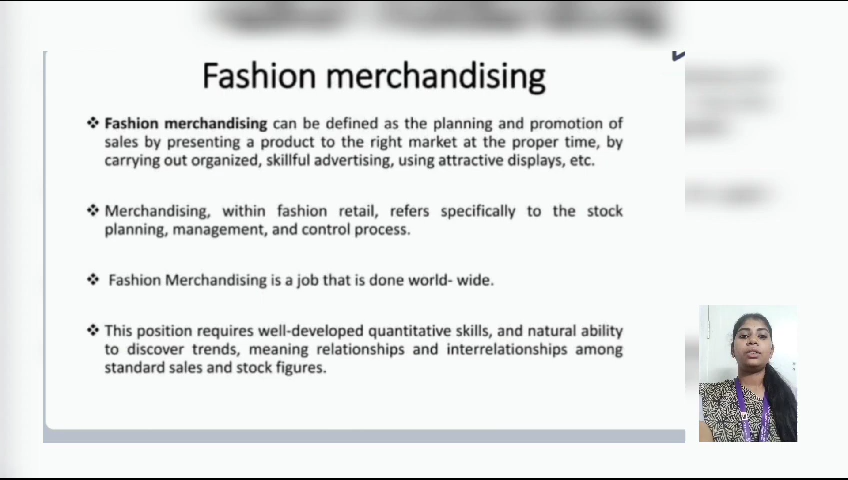 Fashion merchandising
❖ Fashion merchandising can be defined as the planning and promotion of
sales by presenting a product to the right market at the proper time, by
carrying out organized, skillful advertising, using attractive displays, etc.
❖ Merchandising, within fashion retail, refers specifically to the stock
planning, management, and control process.
❖ Fashion Merchandising is a job that is done world- wide.
❖ This position requires well-developed quantitative skills, and natural ability
to discover trends, meaning relationships and interrelationships among
standard sales and stock figures.